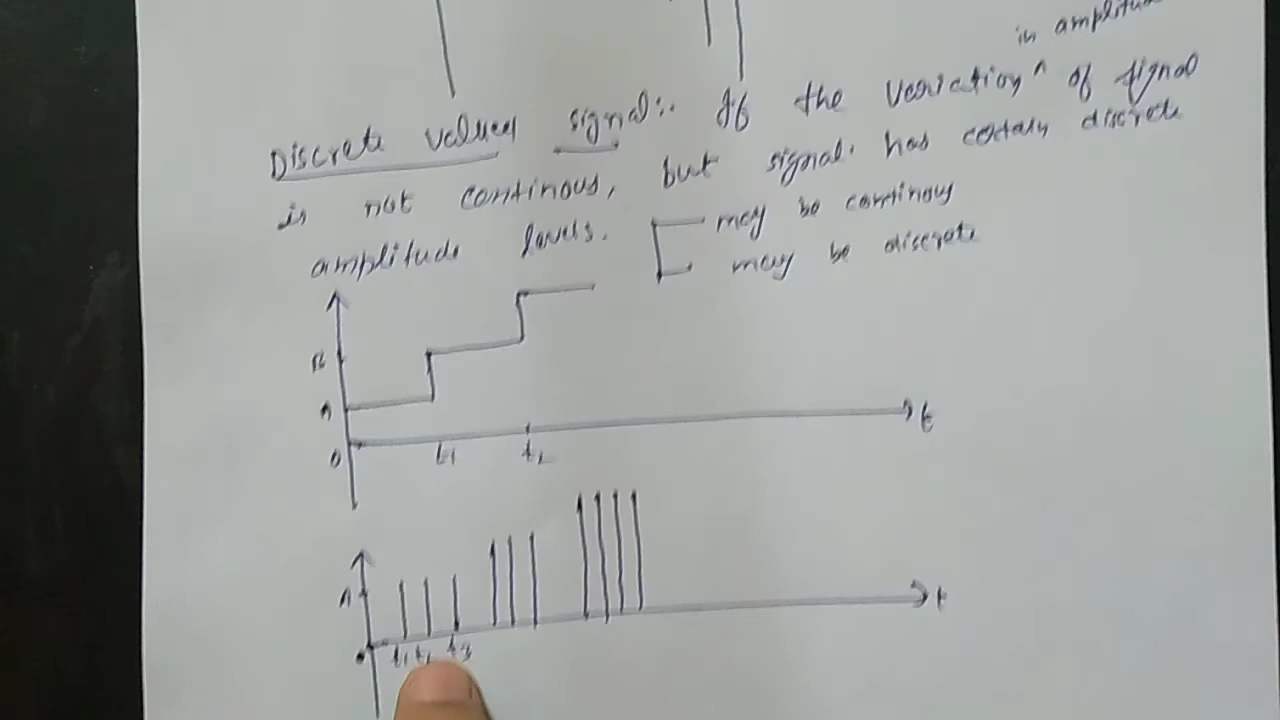 in amplitude
Discrete valued signal:. If the variation^ of signal
is not continous, but signal. has certain discrete
amplitude levels. may be continous
may be discrete
B
A
0 t1 t2 t
A
0 t1 t2 t3 t